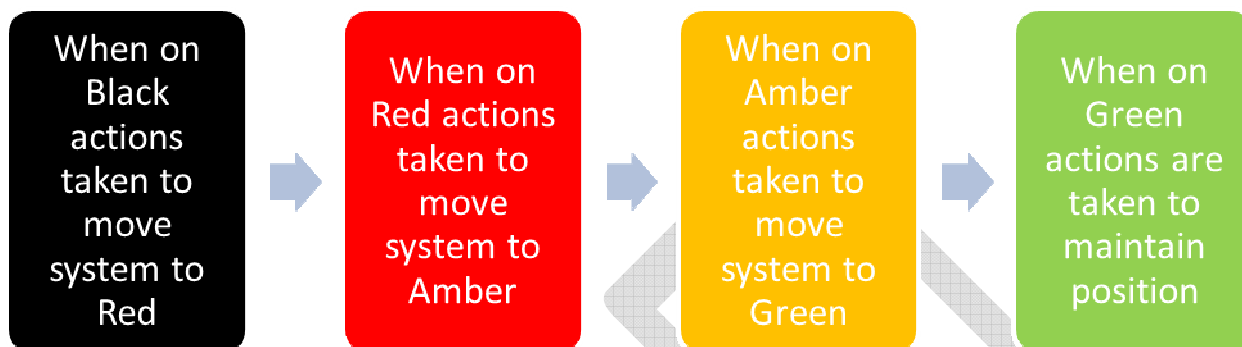 When on
Black
actions
taken to
move
system to
Red
When on
Red actions
taken to
move
system to
Amber
When on
Amber
actions
taken to
move
system to
Green
When on
Green
actions are
taken to
maintain
position